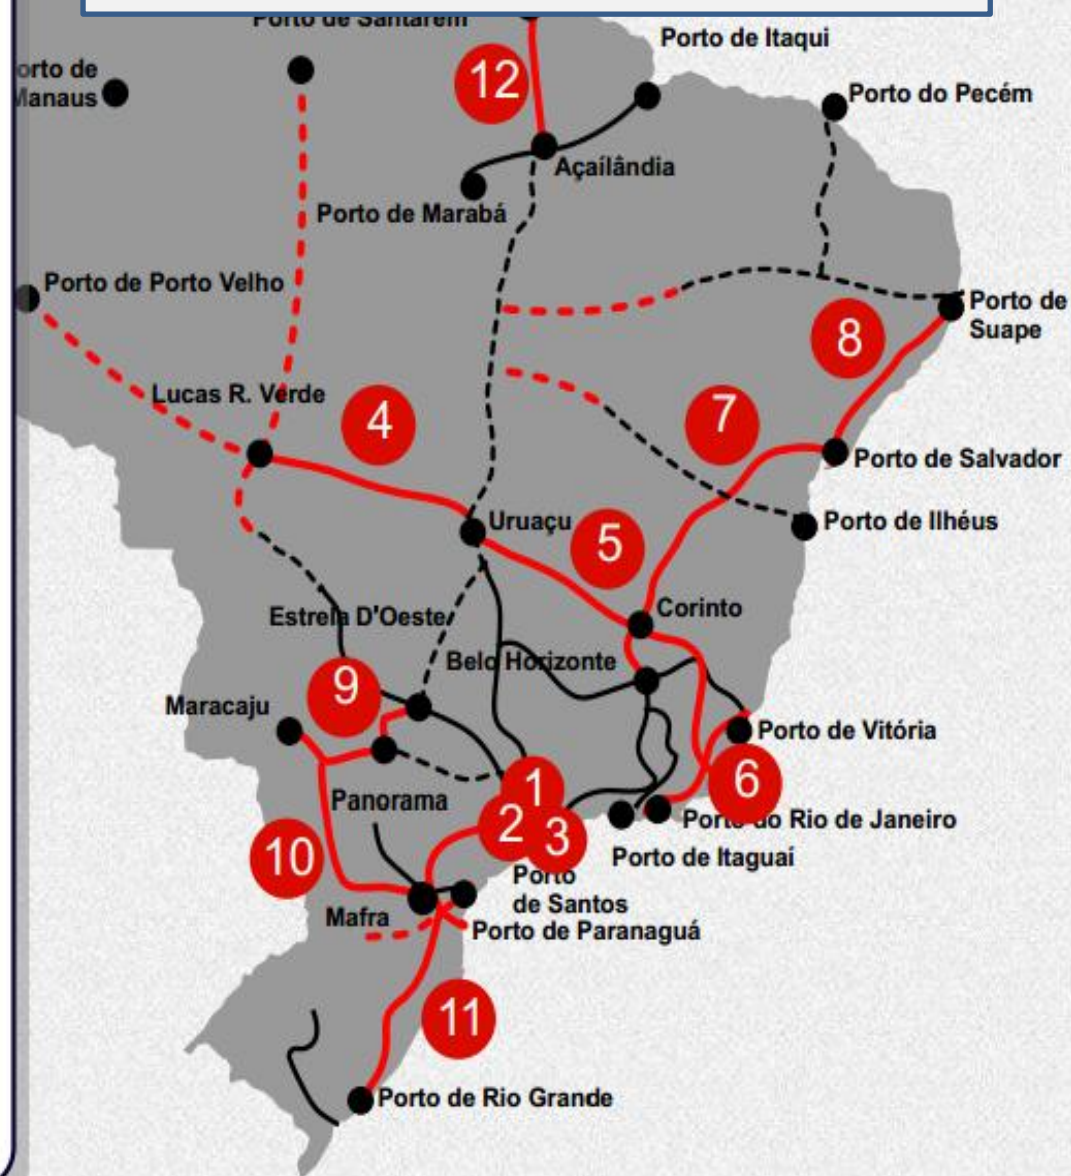 Porto de Santarém
Porto de Itaqui
12
orto de
Manaus
Porto do Pecém
Açailândia
Porto de Marabá
Porto de Porto Velho
Porto de
Suape
8
Lucas R. Verde
4
7
Porto de Salvador
Uruaçu
5
Porto de Ilhéus
Estrela D'Oeste
Corinto
Belo Horizonte
9
Maracaju
Porto de Vitória
1
6
Panorama
2
3
Porto do Rio de Janeiro
10
Porto de Itaguaí
Porto
de Santos
Mafra
Porto de Paranaguá
11
Porto de Rio Grande